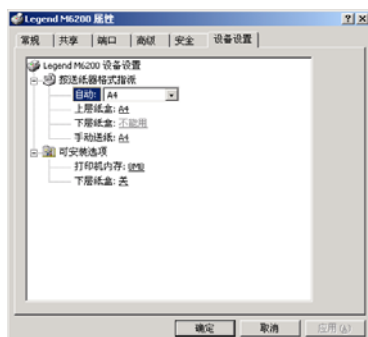 Legend M6200 属性
常规 共享 端口 高级 安全 设备设置
Legend M6200 设备设置
按送纸器格式指派
自动: A4
上层纸盒: A4
下层纸盒: 不能用
手动送纸: A4
可安装选项
打印机内存: 0MB
下层纸盒: 关
确定 取消 应用(A)